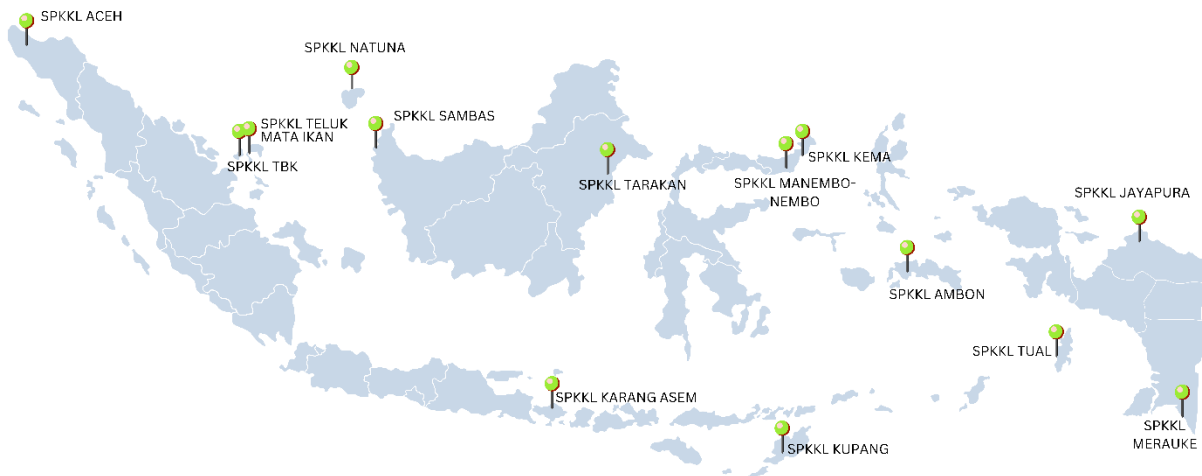 SPKKL ACEH
SPKKL NATUNA
SPKKL SAMBAS
SPKKL TELUK
MATA IKAN
SPKKL TBK
SPKKL TARAKAN
SPKKL KEMA
SPKKL MANEMBO-
NEMBO
SPKKL JAYAPURA
SPKKL AMBON
SPKKL TUAL
SPKKL KARANG ASEM
SPKKL KUPANG
SPKKL
MERAUKE